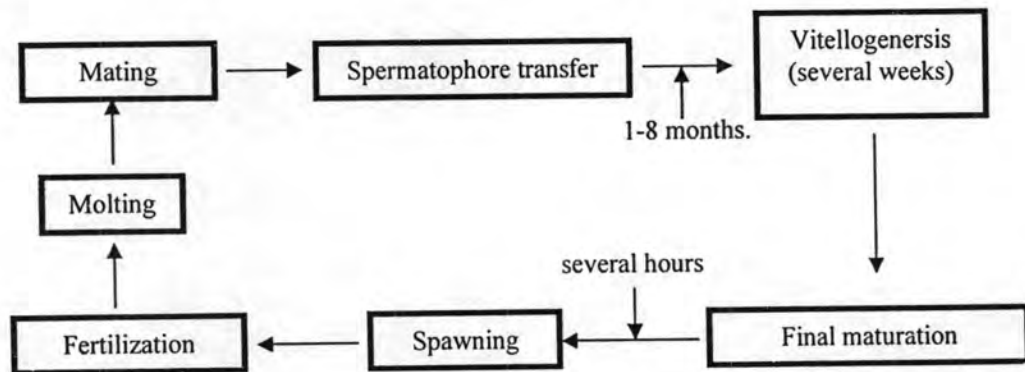 Mating
Spermatophore transfer
Vitellogenersis
(several weeks)
1-8 months.
Molting
several hours
Fertilization
Spawning
Final maturation